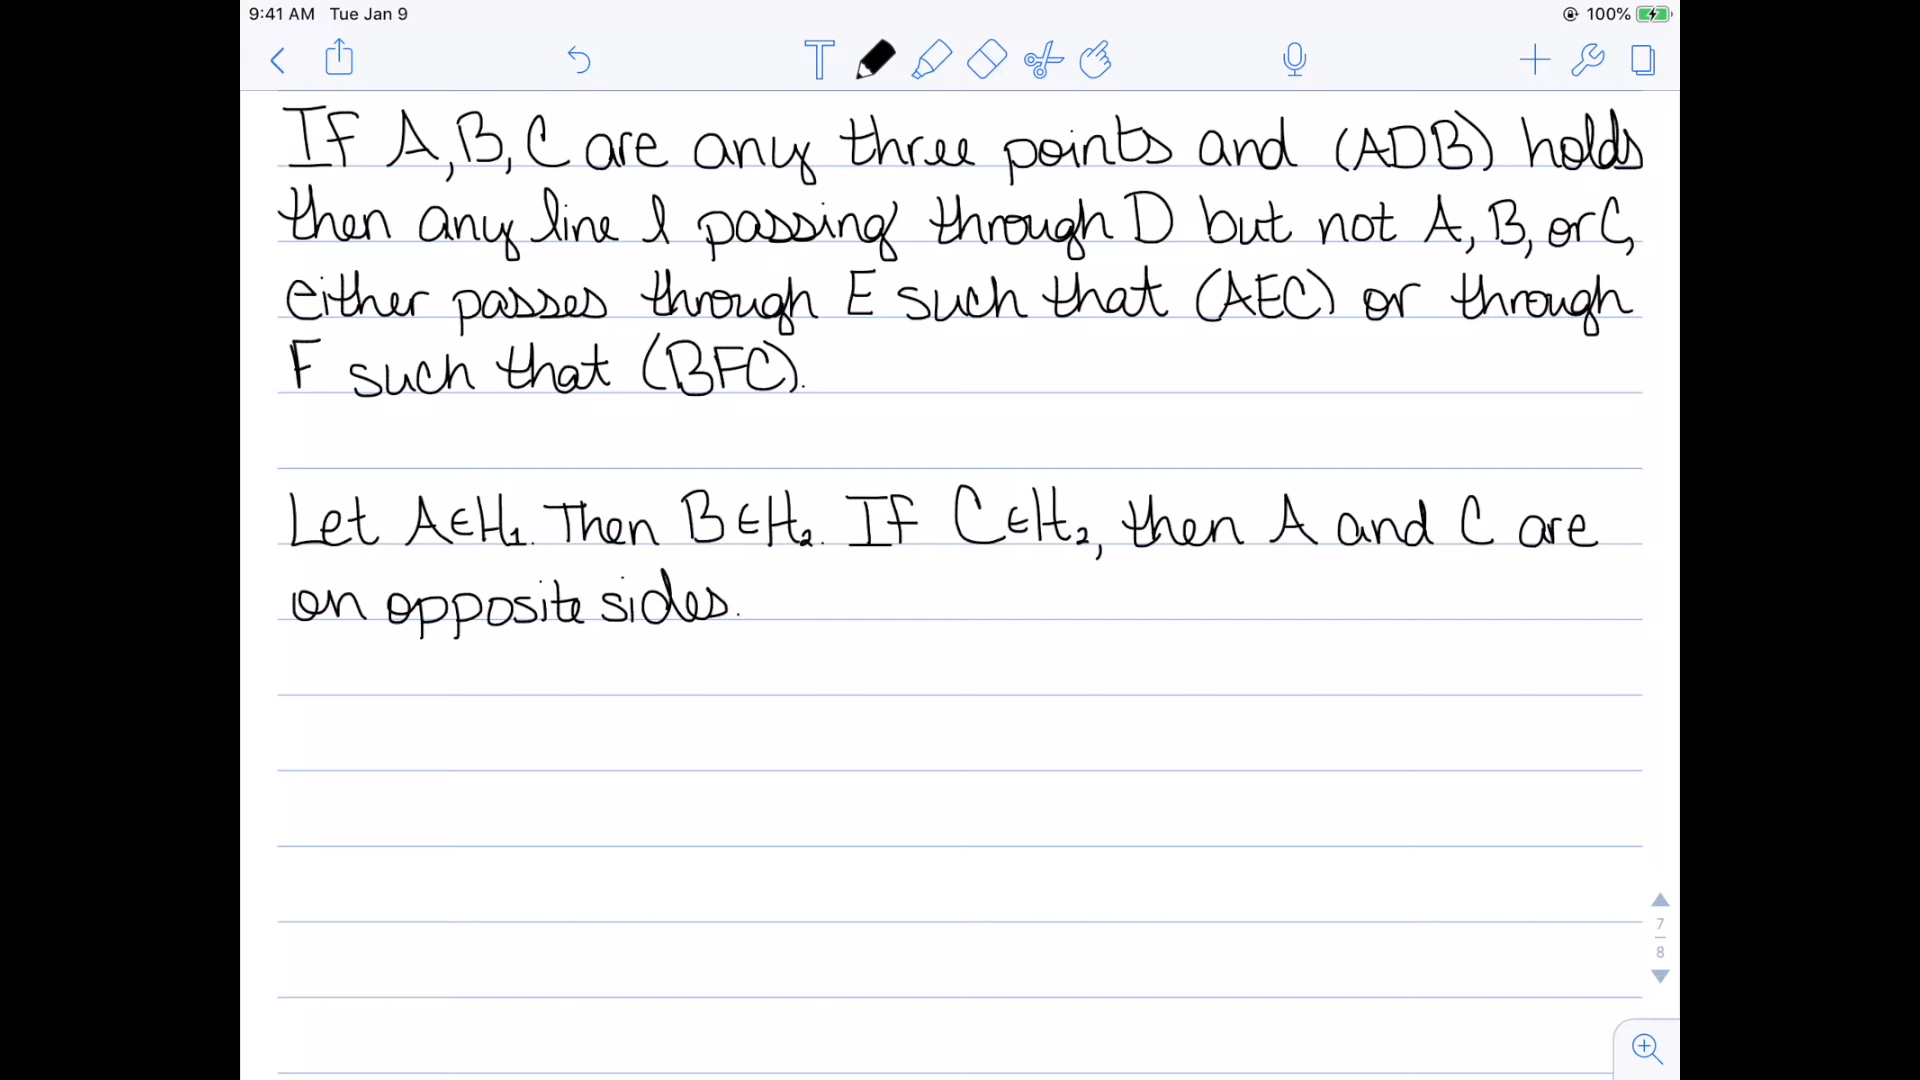 9:41 AM Tue Jan 9
100%
If A, B, C are any three points and (ADB) holds
then any line l passing through D but not A, B, or C,
either passes through E such that (AEC) or through
F such that (BFC).
Let A∈H₁. Then B∈H₂. If C∈H₂, then A and C are
on opposite sides.
7
8